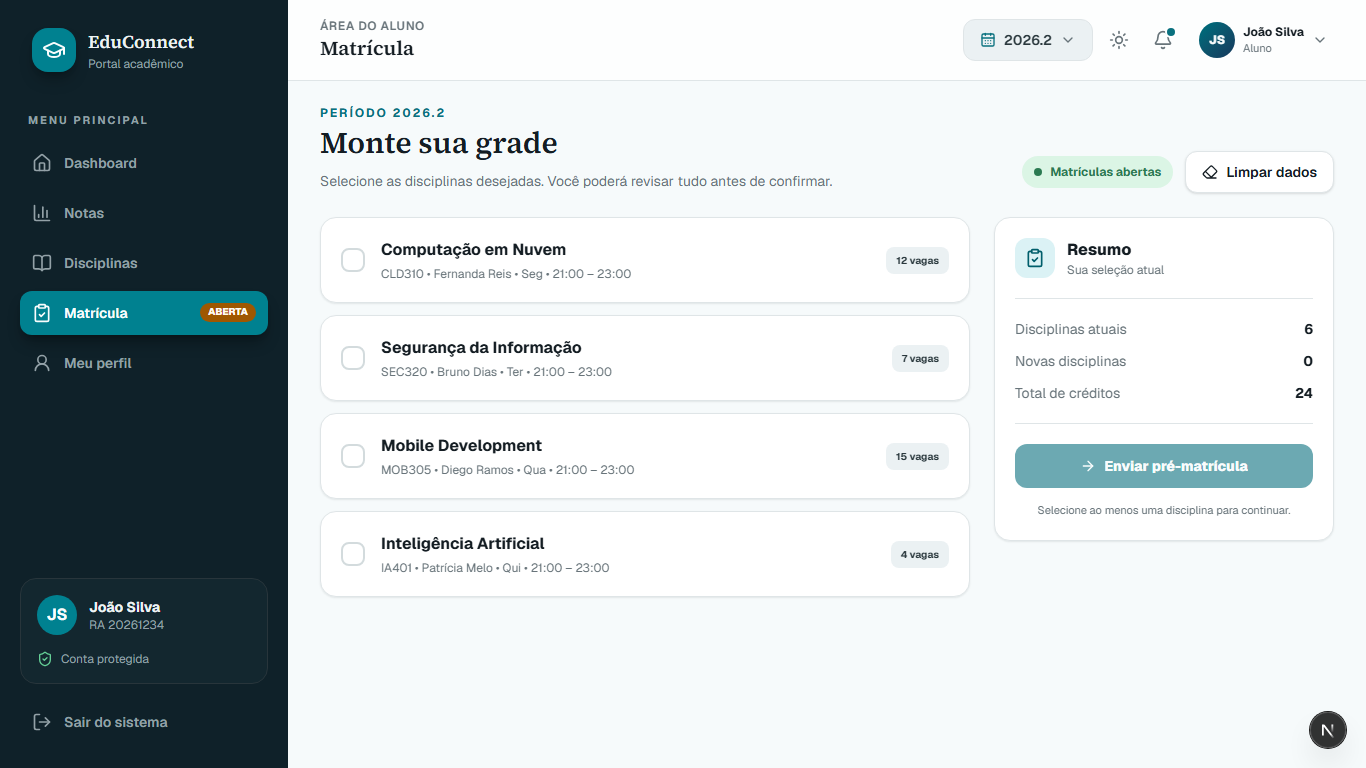 EduConnect
Portal acadêmico
MENU PRINCIPAL
Dashboard
Notas
Disciplinas
Matrícula ABERTA
Meu perfil
JS João Silva
RA 20261234
Conta protegida
Sair do sistema
ÁREA DO ALUNO
Matrícula
2026.2
JS João Silva
Aluno
PERÍODO 2026.2
Monte sua grade
Selecione as disciplinas desejadas. Você poderá revisar tudo antes de confirmar.
Matrículas abertas
Limpar dados
Computação em Nuvem
CLD310 • Fernanda Reis • Seg • 21:00 – 23:00
12 vagas
Segurança da Informação
SEC320 • Bruno Dias • Ter • 21:00 – 23:00
7 vagas
Mobile Development
MOB305 • Diego Ramos • Qua • 21:00 – 23:00
15 vagas
Inteligência Artificial
IA401 • Patrícia Melo • Qui • 21:00 – 23:00
4 vagas
Resumo
Sua seleção atual
Disciplinas atuais 6
Novas disciplinas 0
Total de créditos 24
Enviar pré-matrícula
Selecione ao menos uma disciplina para continuar.
N